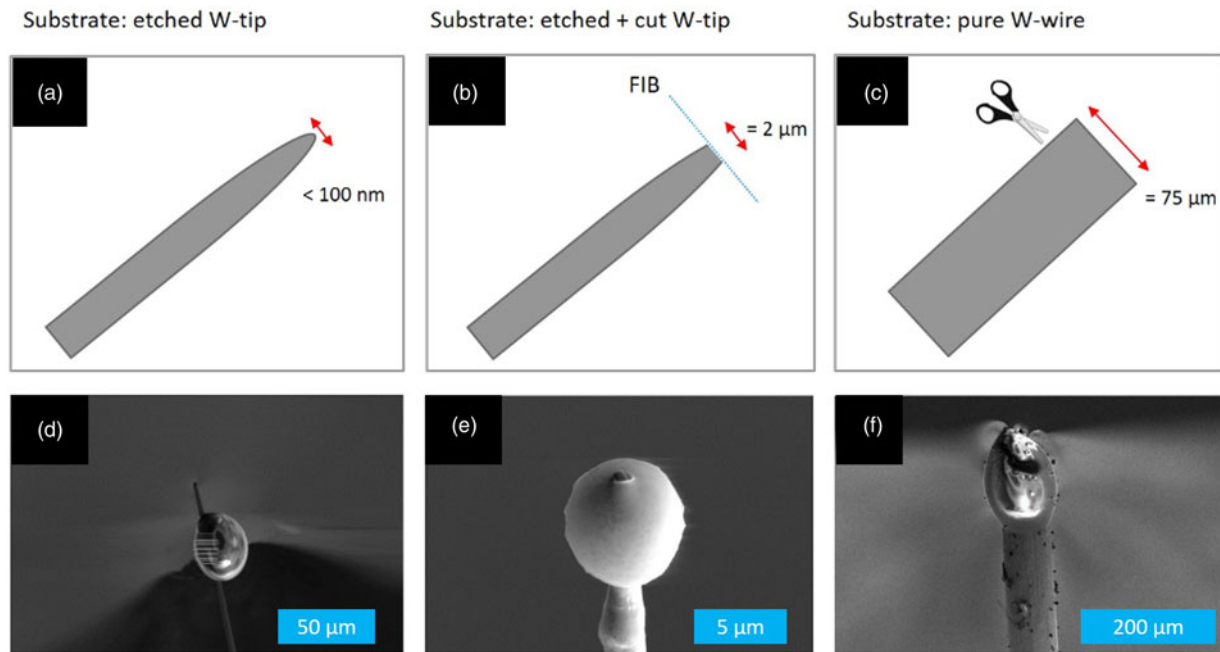 Substrate: etched W-tip
Substrate: etched + cut W-tip
Substrate: pure W-wire
(a)
< 100 nm
(b)
FIB
= 2 μm
(c)
= 75 μm
(d)
50 μm
(e)
5 μm
(f)
200 μm